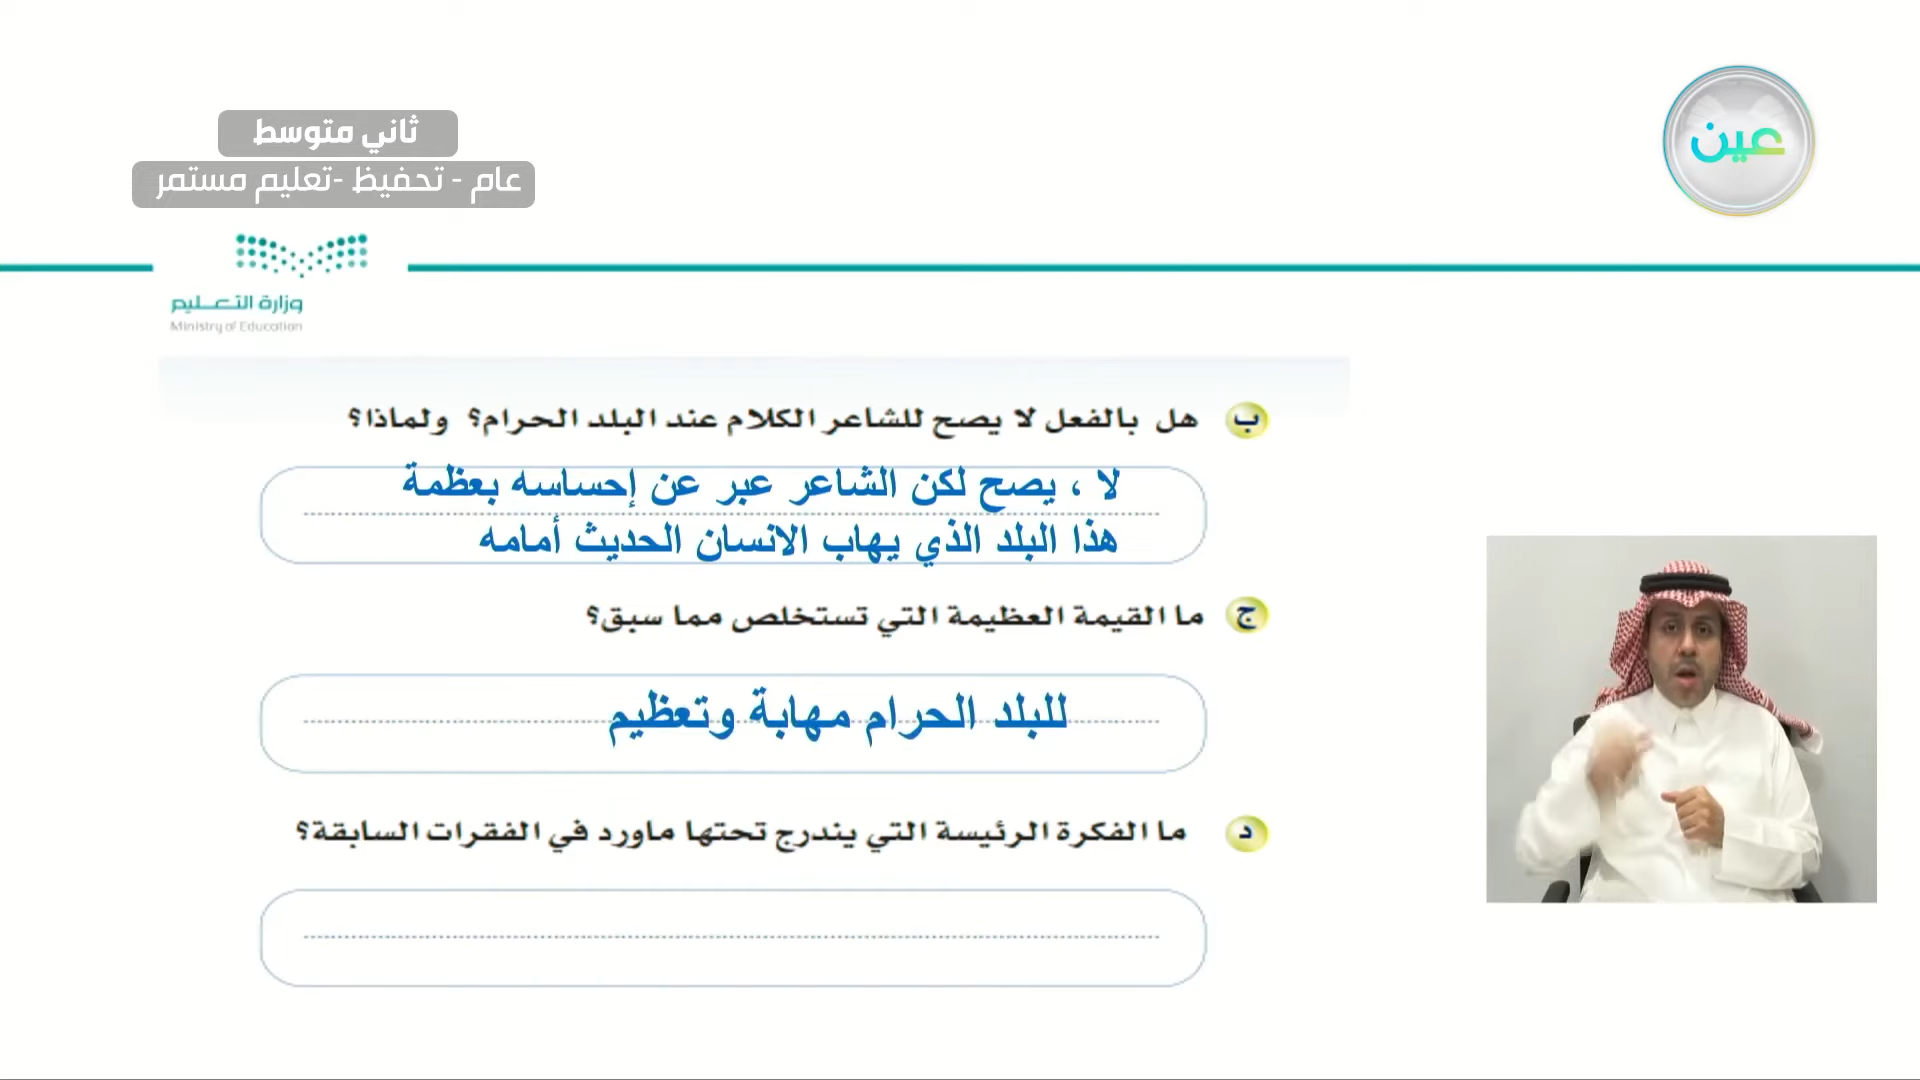 ثاني متوسط
عام - تحفيظ -تعليم مستمر
عين
وزارة التعـليم
Ministry of Education
ب هل بالفعل لا يصح للشاعر الكلام عند البلد الحرام؟ ولماذا؟
لا ، يصح لكن الشاعر عبر عن إحساسه بعظمة
هذا البلد الذي يهاب الانسان الحديث أمامه
ج ما القيمة العظيمة التي تستخلص مما سبق؟
للبلد الحرام مهابة وتعظيم
د ما الفكرة الرئيسة التي يندرج تحتها ماورد في الفقرات السابقة؟